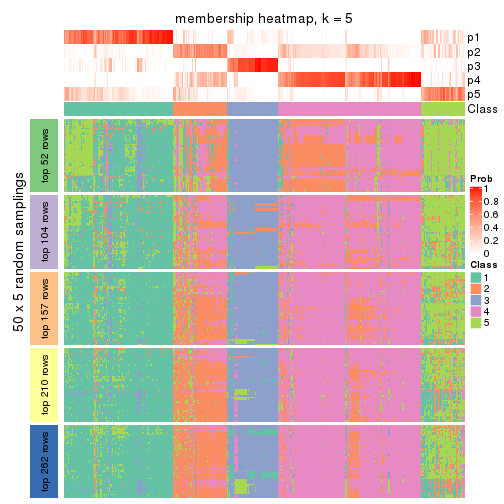 membership heatmap, k = 5
p1
p2
p3
p4
p5
Class
50 x 5 random samplings
top 52 rows
top 104 rows
top 157 rows
top 210 rows
top 262 rows
Prob
1
0.8
0.6
0.4
0.2
0
Class
1
2
3
4
5